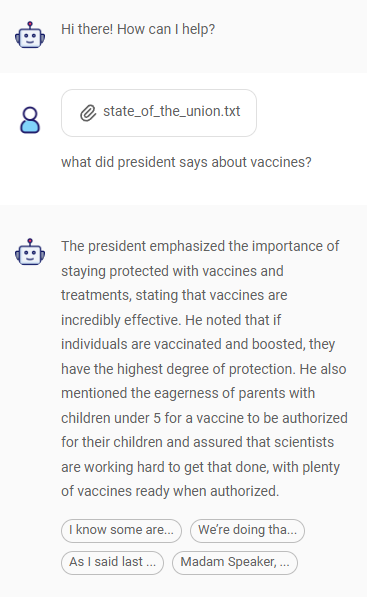 Hi there! How can I help?
state_of_the_union.txt
what did president says about vaccines?
The president emphasized the importance of
staying protected with vaccines and
treatments, stating that vaccines are
incredibly effective. He noted that if
individuals are vaccinated and boosted, they
have the highest degree of protection. He also
mentioned the eagerness of parents with
children under 5 for a vaccine to be authorized
for their children and assured that scientists
are working hard to get that done, with plenty
of vaccines ready when authorized.
I know some are...
We’re doing tha...
As I said last ...
Madam Speaker, ...